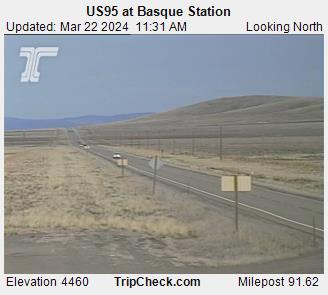 US95 at Basque Station
Updated: Mar 22 2024 11:31 AM Looking North
Elevation 4460 TripCheck.com Milepost 91.62